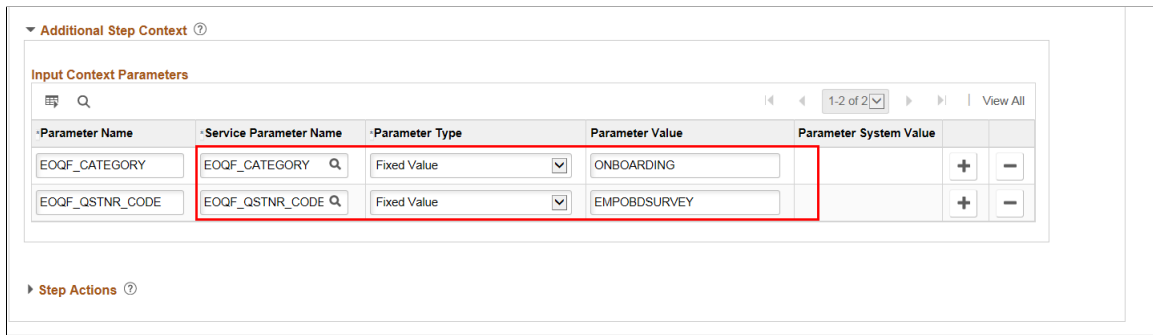 Additional Step Context
Input Context Parameters
1-2 of 2 | View All
*Parameter Name *Service Parameter Name *Parameter Type Parameter Value Parameter System Value
EOQF_CATEGORY EOQF_CATEGORY Fixed Value ONBOARDING
EOQF_QSTNR_CODE EOQF_QSTNR_CODE Fixed Value EMPOBDSURVEY
Step Actions